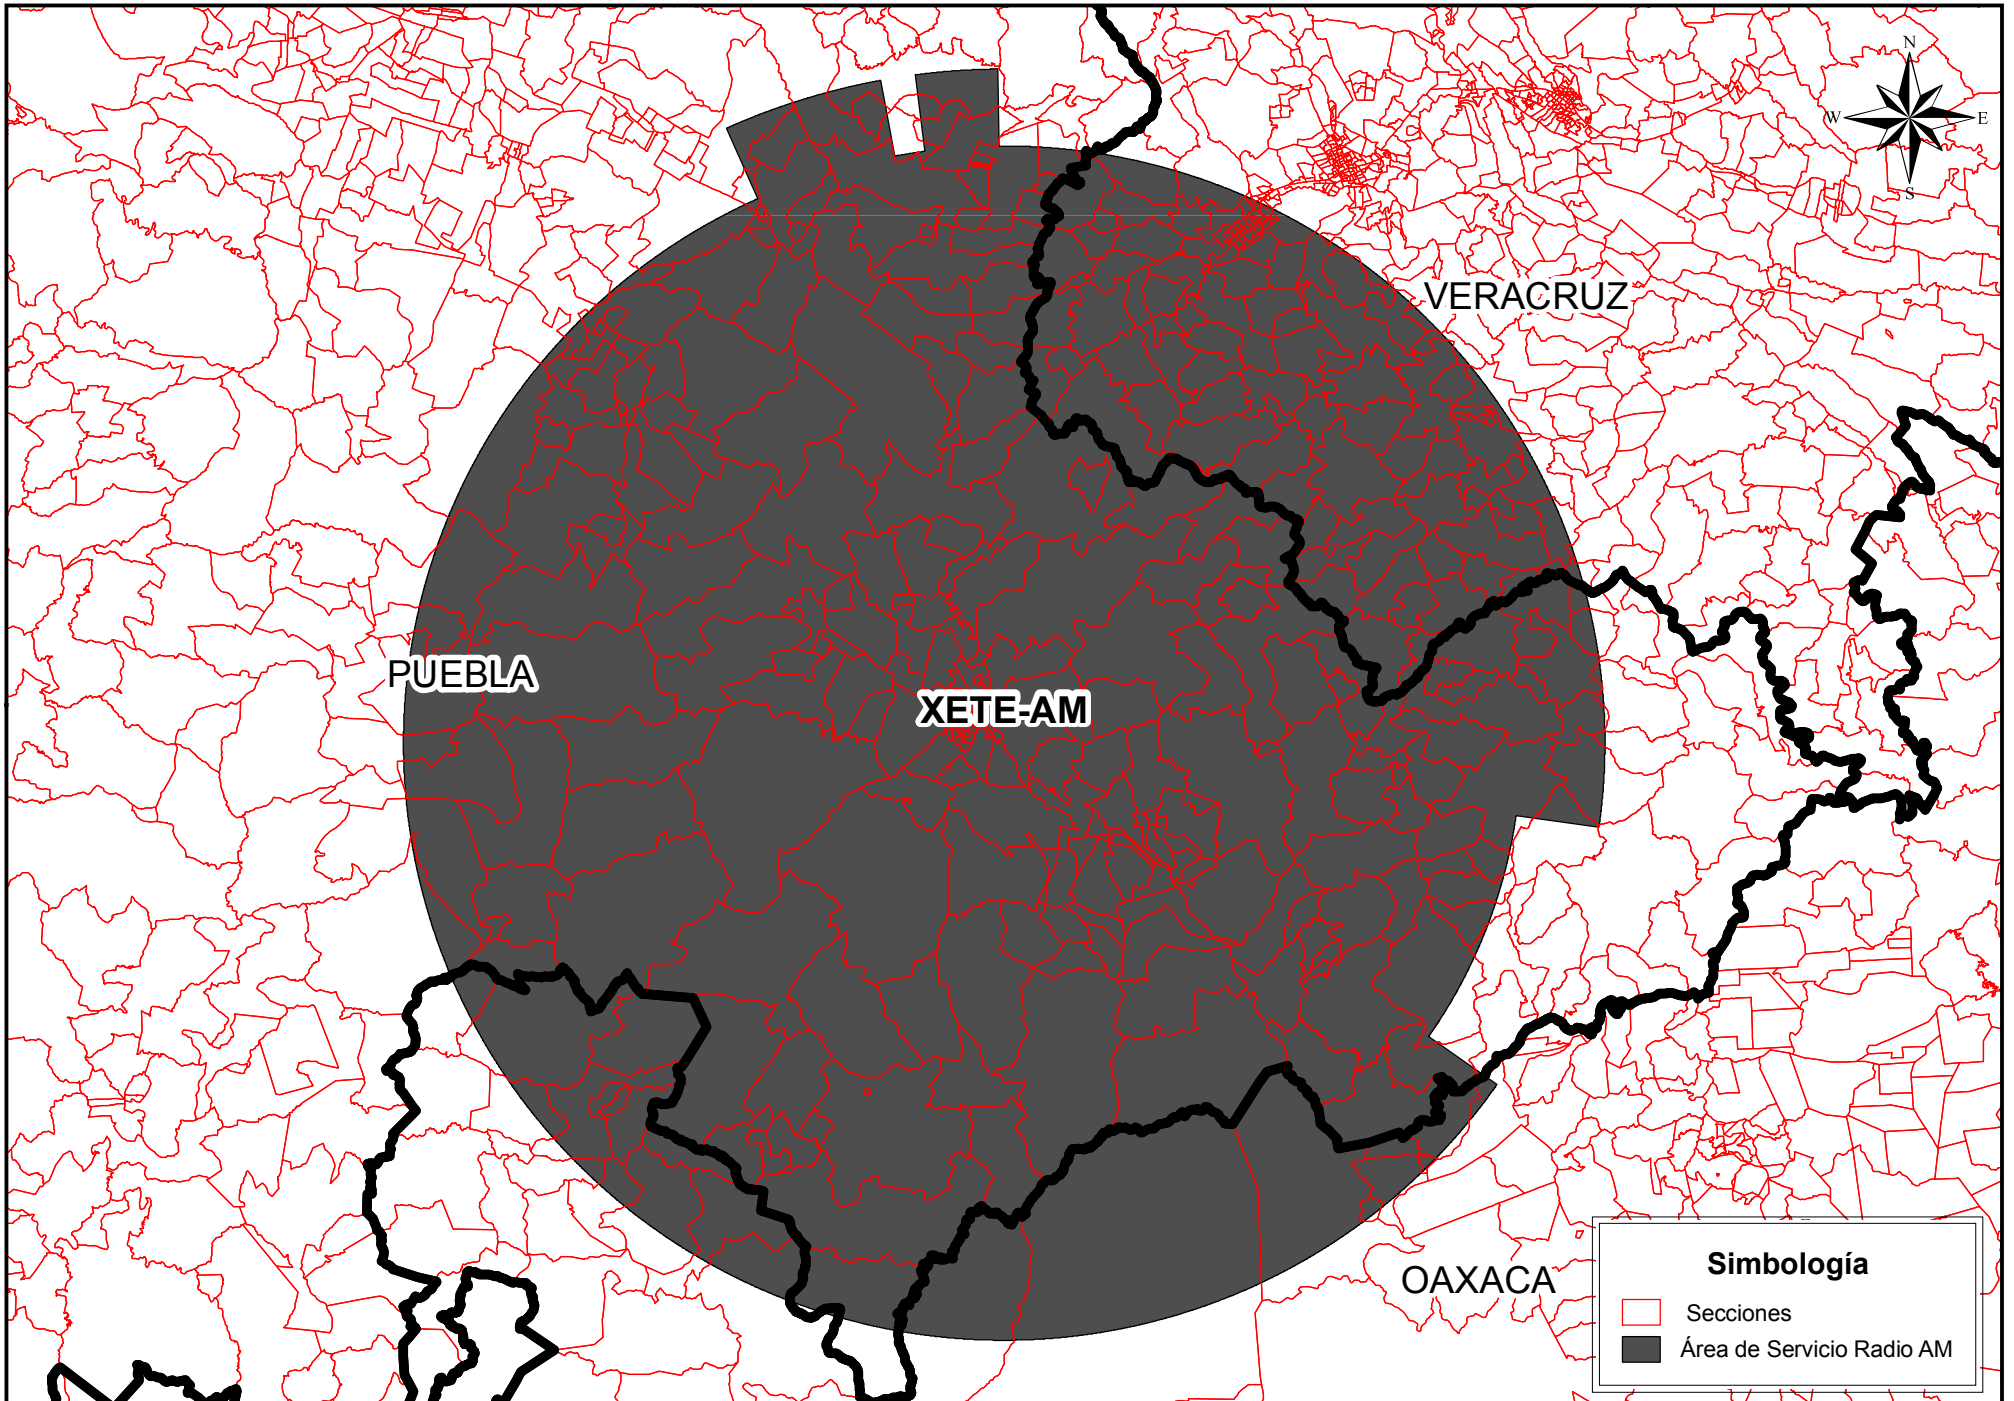 N
W
E
S
VERACRUZ
PUEBLA
XETE-AM
OAXACA
Simbología
Secciones
Área de Servicio Radio AM